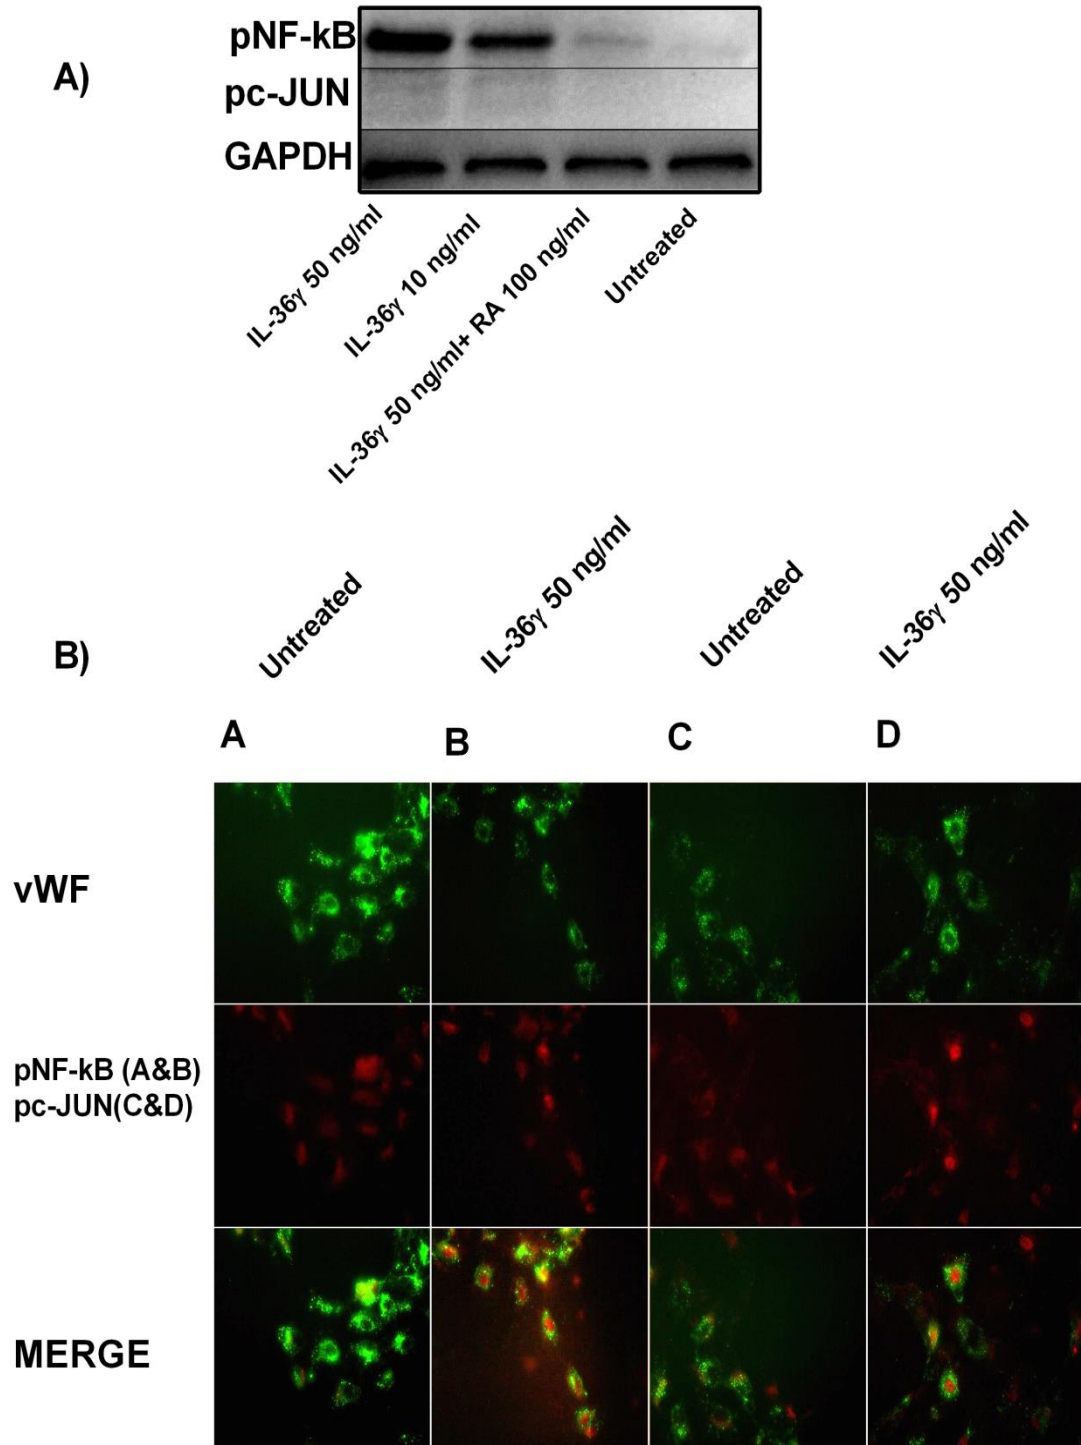 A)
pNF-kB
pc-JUN
GAPDH
IL-36γ 50 ng/ml
IL-36γ 10 ng/ml
IL-36γ 50 ng/ml+ RA 100 ng/ml
Untreated
B)
Untreated
IL-36γ 50 ng/ml
Untreated
IL-36γ 50 ng/ml
A
B
C
D
vWF
pNF-kB (A&B)
pc-JUN(C&D)
MERGE